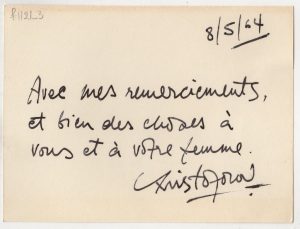 8/5/64
Avec mes remerciements,
et bien des choses à
vous et à votre femme.